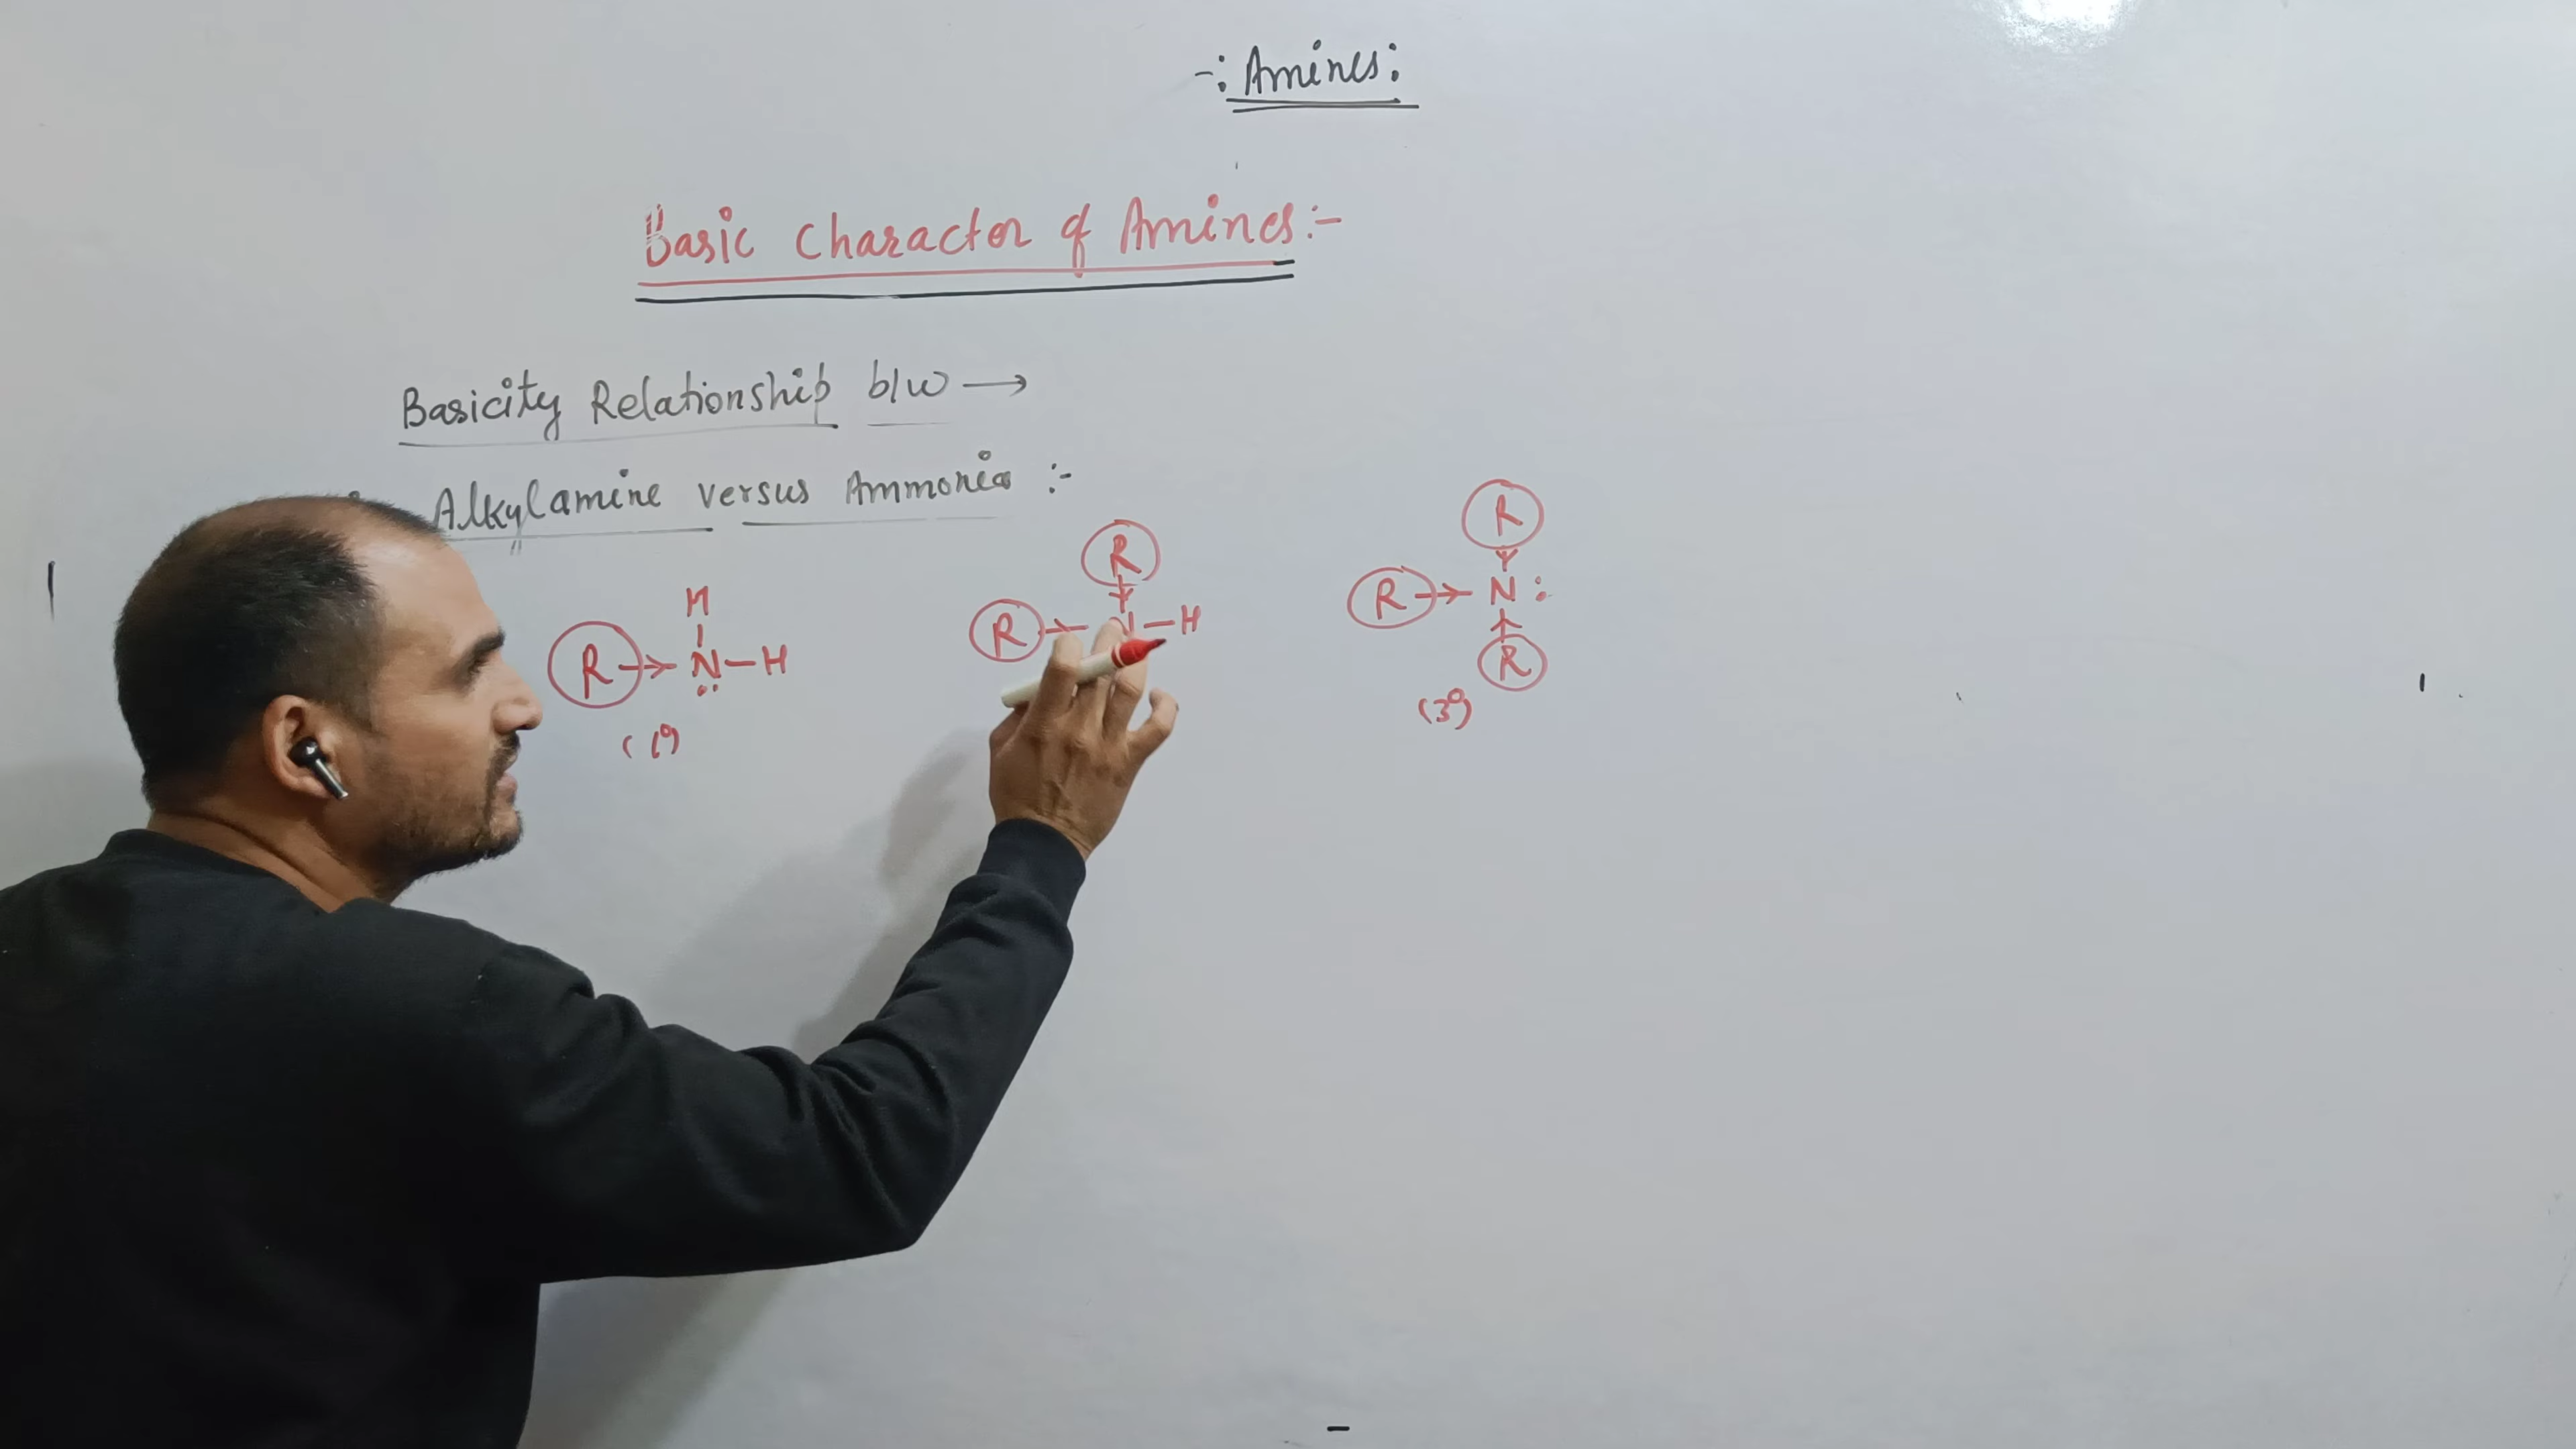 -: Amines:
Basic Character of Amines:-
Basicity Relationship b/w →
Alkylamine versus Ammonia :-
H
R → N - H
(1°)
R
R → N - H
R
R → N :
R
(3°)